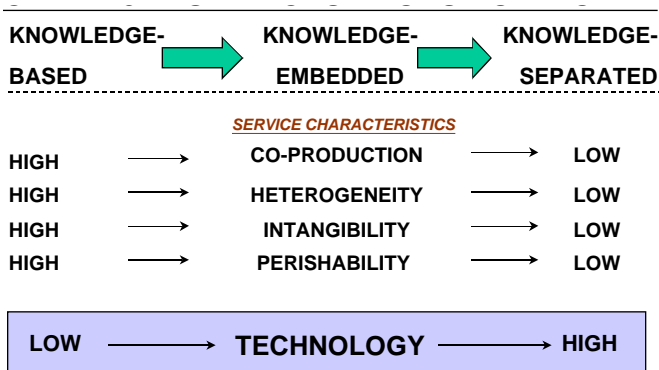 KNOWLEDGE- KNOWLEDGE- KNOWLEDGE-
BASED EMBEDDED SEPARATED
SERVICE CHARACTERISTICS
HIGH CO-PRODUCTION LOW
HIGH HETEROGENEITY LOW
HIGH INTANGIBILITY LOW
HIGH PERISHABILITY LOW
LOW TECHNOLOGY HIGH